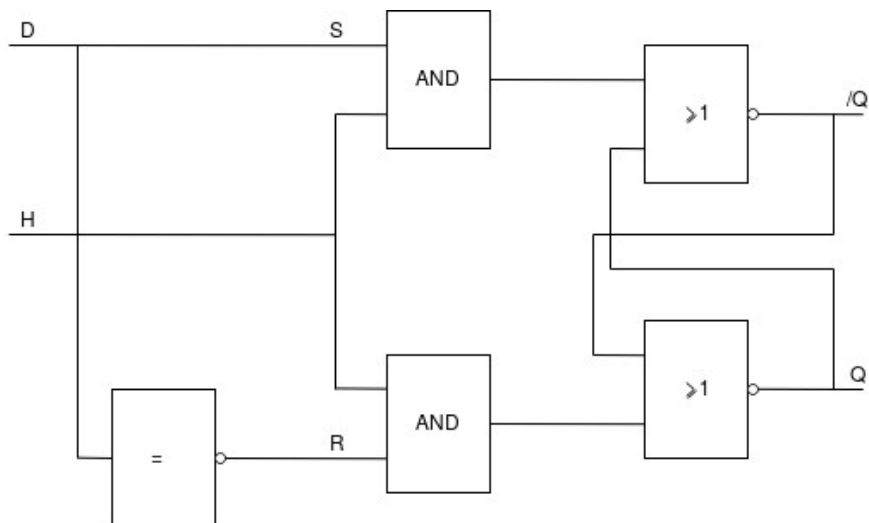 D
S
AND
≥1
/Q
H
AND
≥1
Q
R
=